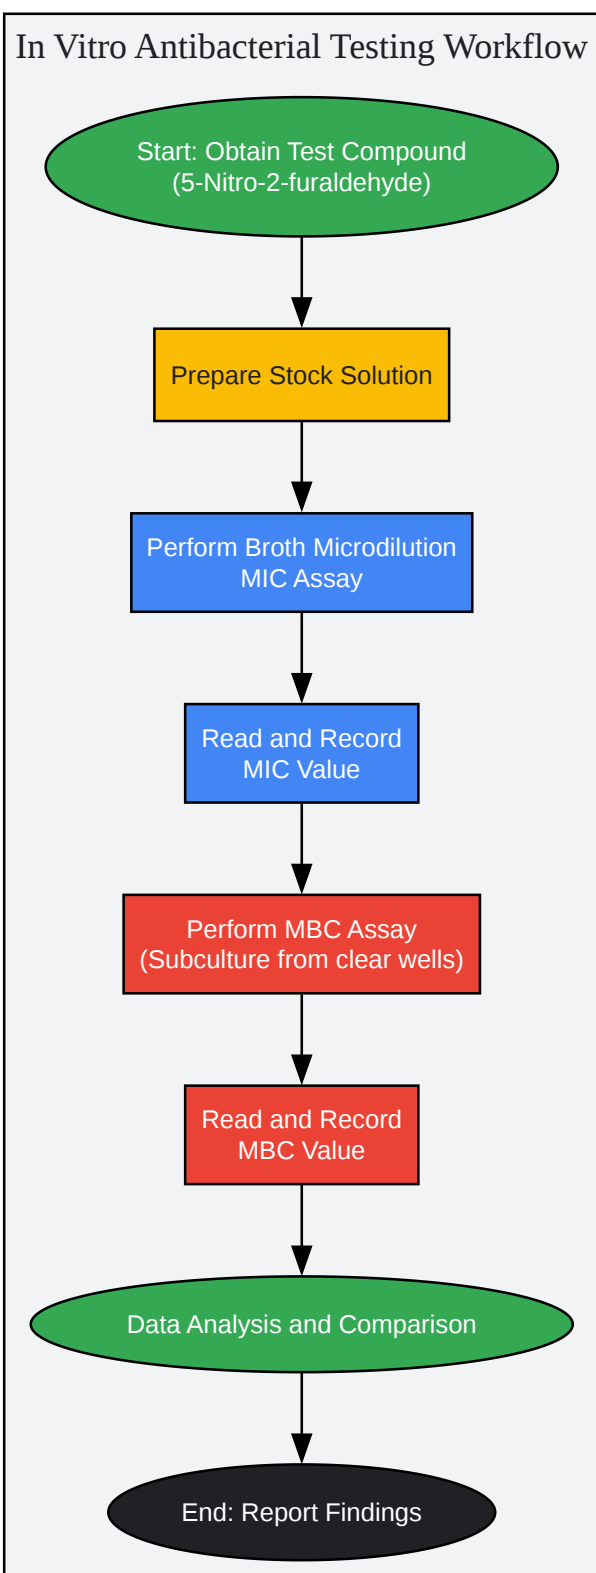 In Vitro Antibacterial Testing Workflow
Start: Obtain Test Compound
(5-Nitro-2-furaldehyde)
Prepare Stock Solution
Perform Broth Microdilution
MIC Assay
Read and Record
MIC Value
Perform MBC Assay
(Subculture from clear wells)
Read and Record
MBC Value
Data Analysis and Comparison
End: Report Findings